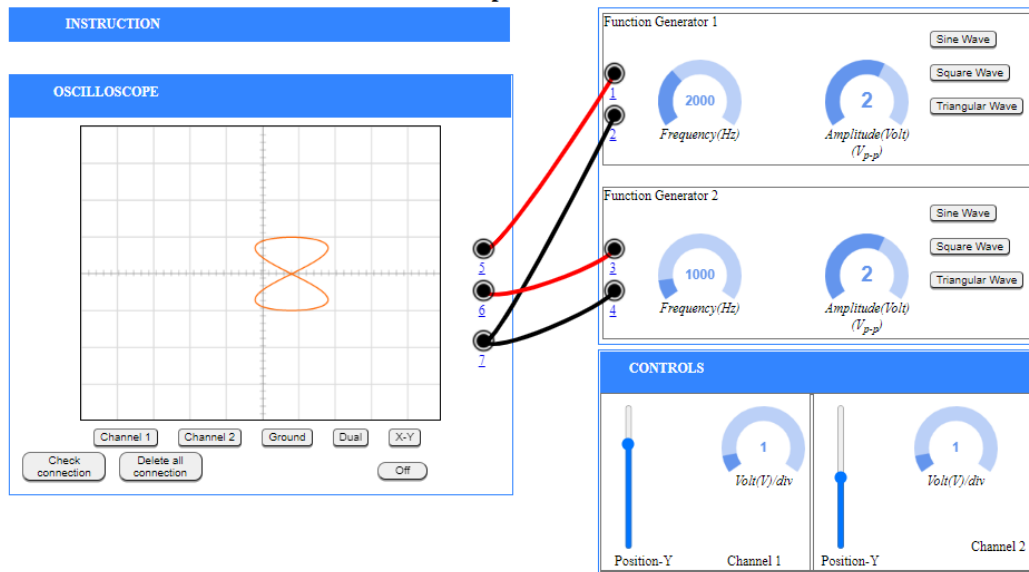 INSTRUCTION
OSCILLOSCOPE
Channel 1
Channel 2
Ground
Dual
X-Y
Check
connection
Delete all
connection
Off
5
6
7
Function Generator 1
1
2
2000
Frequency(Hz)
2
Amplitude(Volt)
(Vp-p)
Sine Wave
Square Wave
Triangular Wave
Function Generator 2
3
4
1000
Frequency(Hz)
2
Amplitude(Volt)
(Vp-p)
Sine Wave
Square Wave
Triangular Wave
CONTROLS
1
Volt(V)/div
Position-Y
Channel 1
1
Volt(V)/div
Position-Y
Channel 2